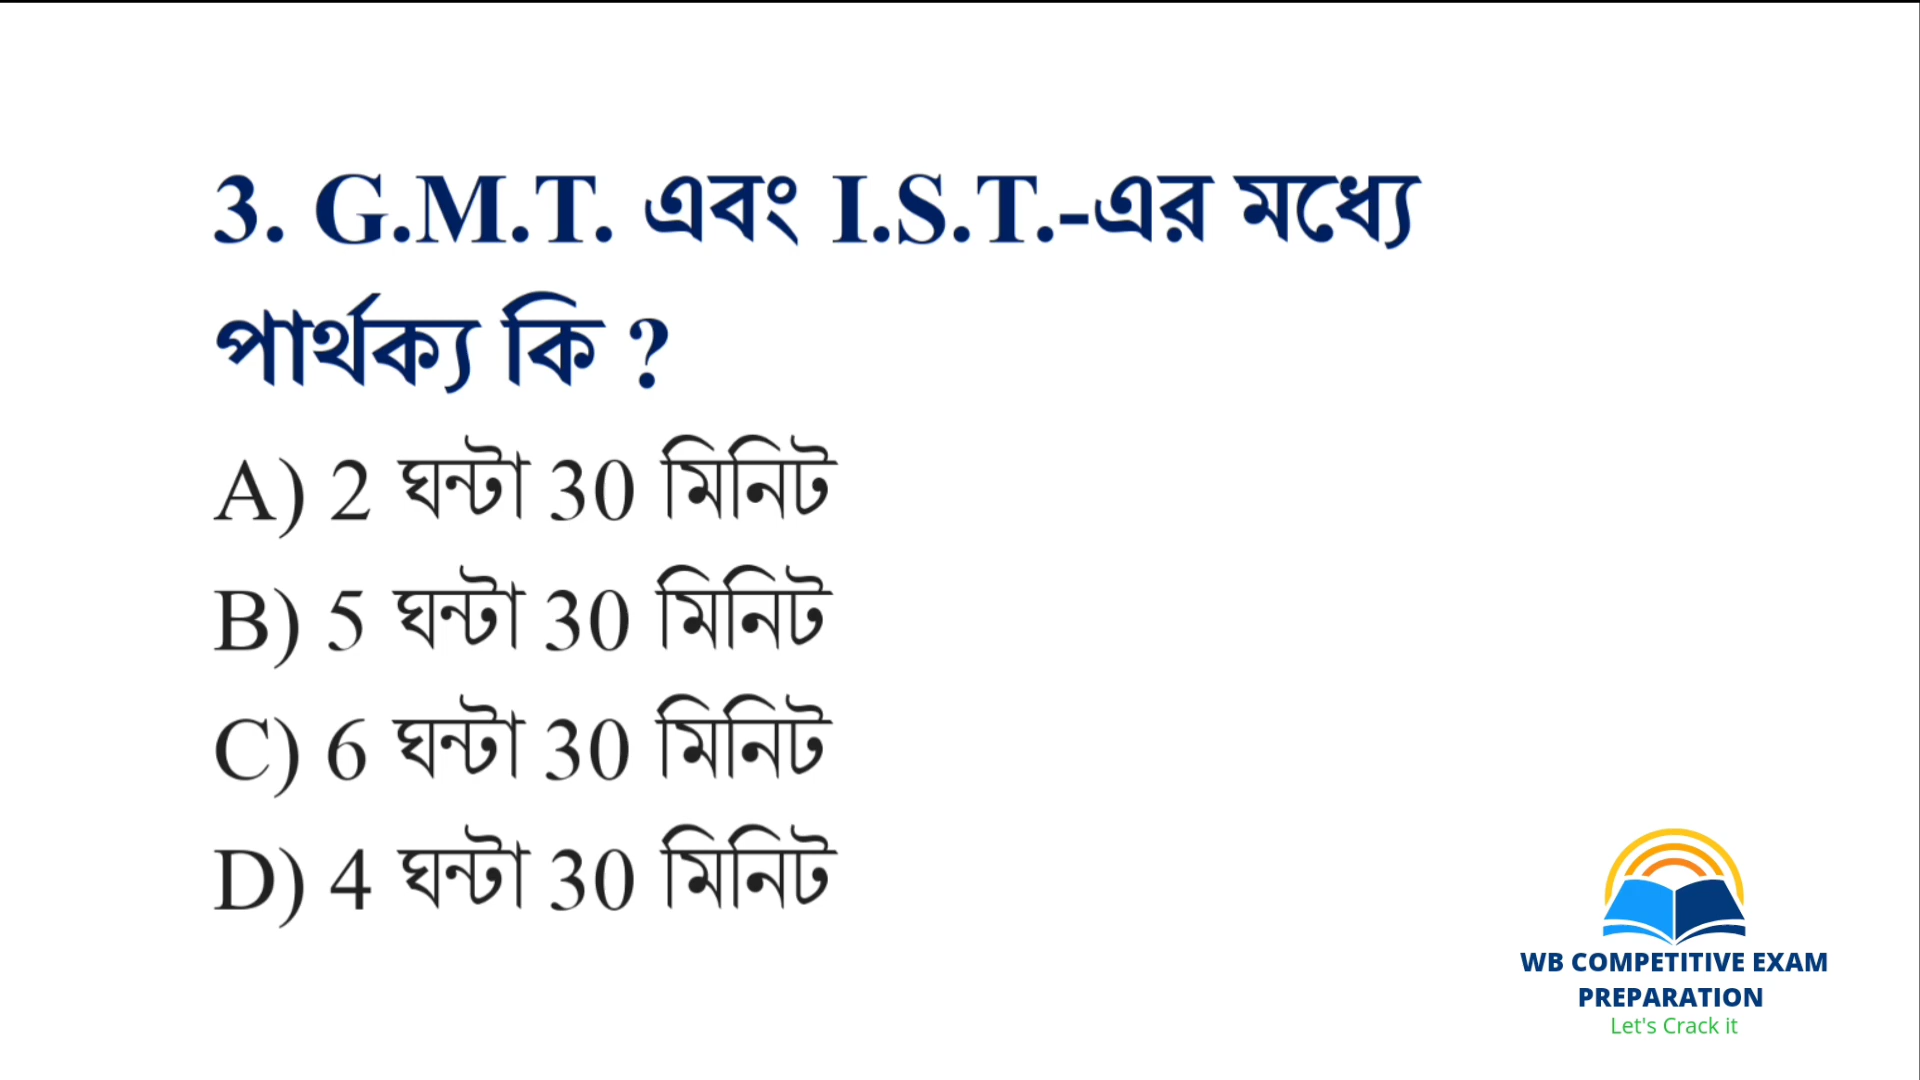 3. G.M.T. এবং I.S.T.-এর মধ্যে
পার্থক্য কি ?
A) 2 ঘন্টা 30 মিনিট
B) 5 ঘন্টা 30 মিনিট
C) 6 ঘন্টা 30 মিনিট
D) 4 ঘন্টা 30 মিনিট
WB COMPETITIVE EXAM
PREPARATION
Let's Crack it